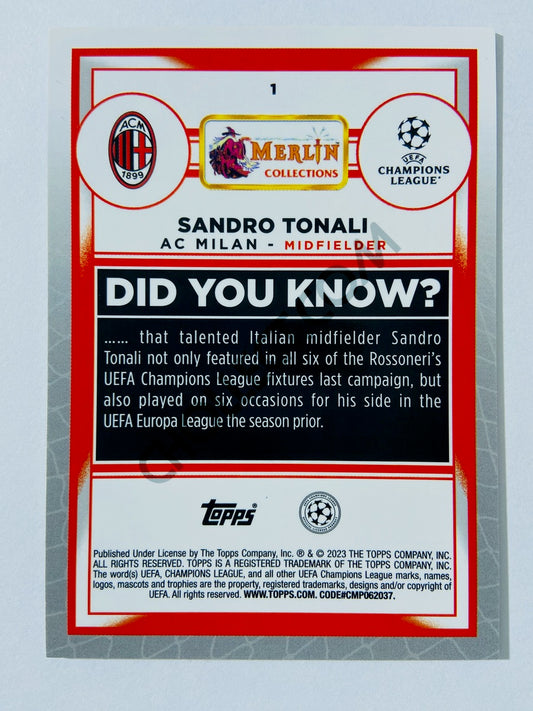 1
ACM
1899
MERLIN
COLLECTIONS
UEFA
CHAMPIONS
LEAGUE
SANDRO TONALI
AC MILAN - MIDFIELDER
DID YOU KNOW?
...... that talented Italian midfielder Sandro
Tonali not only featured in all six of the Rossoneri's
UEFA Champions League fixtures last campaign, but
also played on six occasions for his side in the
UEFA Europa League the season prior.
topps
Published Under License by The Topps Company, Inc. ® & © 2023 THE TOPPS COMPANY, INC.
ALL RIGHTS RESERVED. TOPPS IS A REGISTERED TRADEMARK OF THE TOPPS COMPANY, INC.
The word(s) UEFA, CHAMPIONS LEAGUE, and all other UEFA Champions League marks, names,
logos, mascots and trophies are the property, registered trademarks, designs and/or copyright of
UEFA. All rights reserved. WWW.TOPPS.COM. CODE#CMP062037.